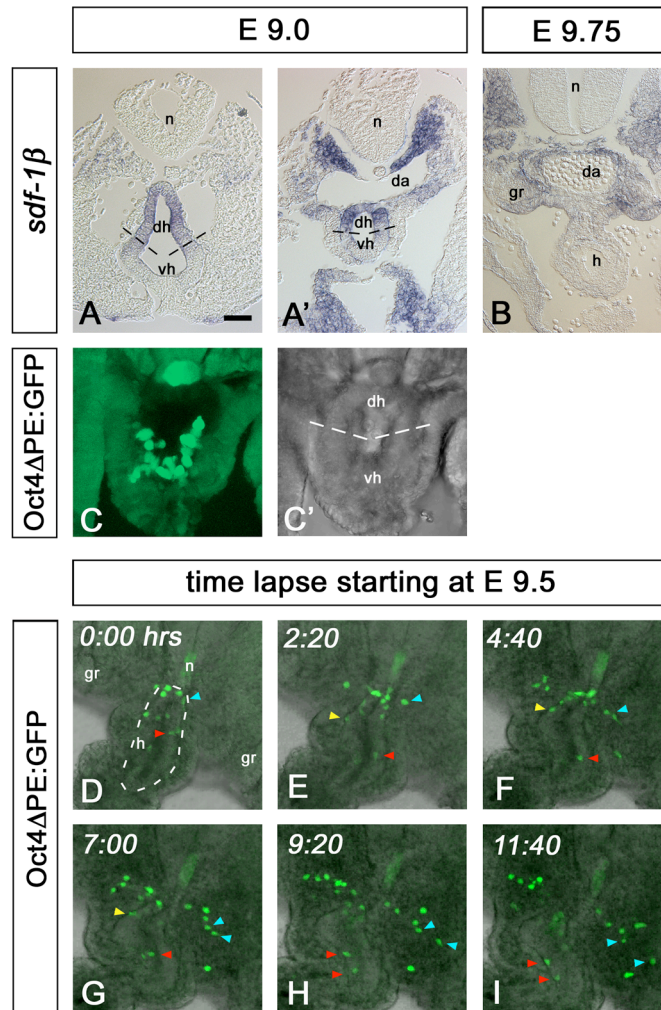 E 9.0
E 9.75
sdf-1β
n
dh
vh
A
n
da
dh
vh
A'
n
da
gr
h
B
Oct4ΔPE:GFP
C
dh
vh
C'
time lapse starting at E 9.5
Oct4ΔPE:GFP
0:00 hrs
n
gr
h
gr
D
2:20
E
4:40
F
7:00
G
9:20
H
11:40
I